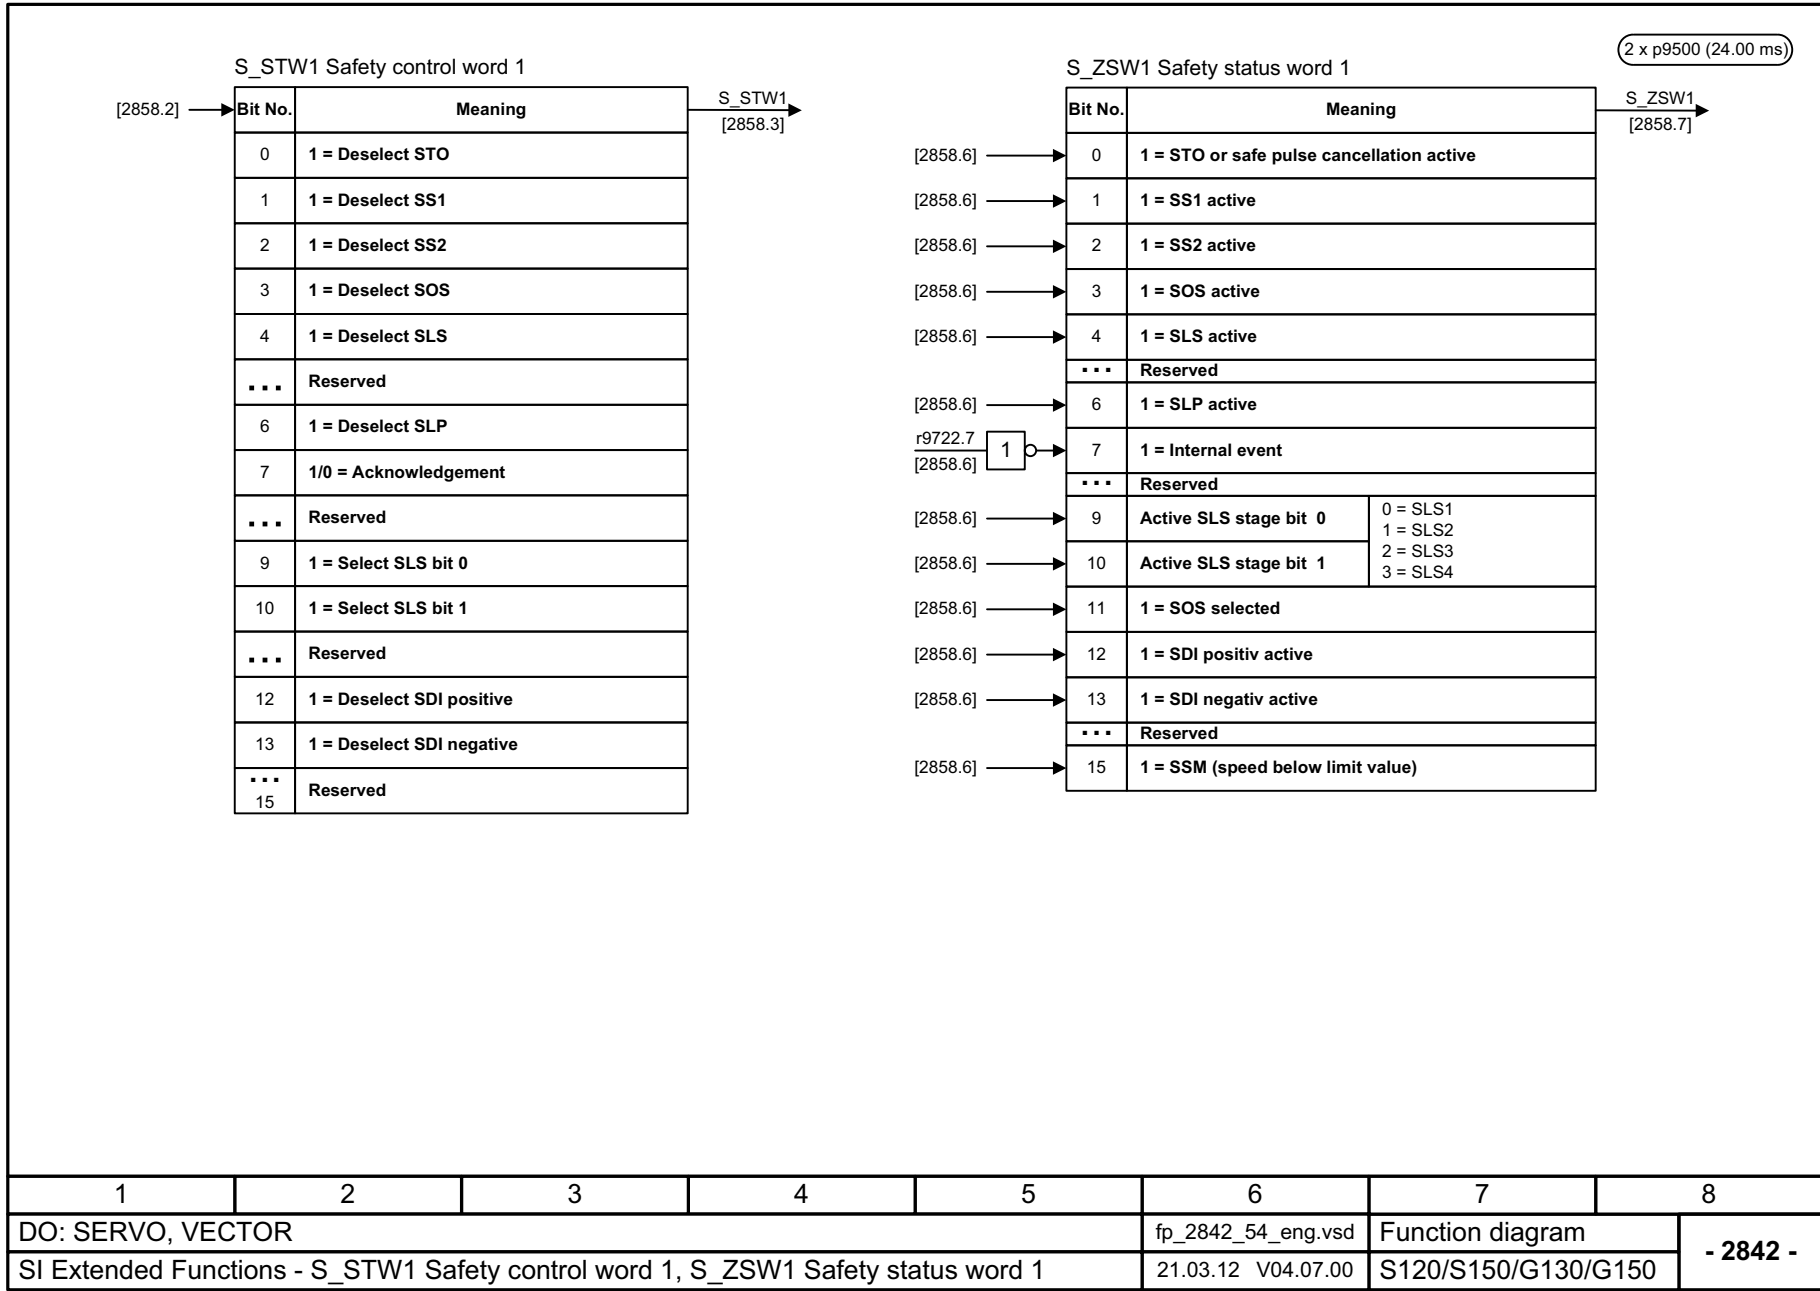 2 x p9500 (24.00 ms)
S_STW1 Safety control word 1
[2858.2]
Bit No. Meaning
S_STW1
[2858.3]
0 1 = Deselect STO
1 1 = Deselect SS1
2 1 = Deselect SS2
3 1 = Deselect SOS
4 1 = Deselect SLS
... Reserved
6 1 = Deselect SLP
7 1/0 = Acknowledgement
... Reserved
9 1 = Select SLS bit 0
10 1 = Select SLS bit 1
... Reserved
12 1 = Deselect SDI positive
13 1 = Deselect SDI negative
...
15 Reserved
S_ZSW1 Safety status word 1
Bit No. Meaning
S_ZSW1
[2858.7]
[2858.6] 0 1 = STO or safe pulse cancellation active
[2858.6] 1 1 = SS1 active
[2858.6] 2 1 = SS2 active
[2858.6] 3 1 = SOS active
[2858.6] 4 1 = SLS active
... Reserved
[2858.6] 6 1 = SLP active
r9722.7
[2858.6] 1 7 1 = Internal event
... Reserved
[2858.6] 9 Active SLS stage bit 0
[2858.6] 10 Active SLS stage bit 1
0 = SLS1
1 = SLS2
2 = SLS3
3 = SLS4
[2858.6] 11 1 = SOS selected
[2858.6] 12 1 = SDI positiv active
[2858.6] 13 1 = SDI negativ active
... Reserved
[2858.6] 15 1 = SSM (speed below limit value)
1 2 3 4 5 6 7 8
DO: SERVO, VECTOR fp_2842_54_eng.vsd Function diagram
- 2842 -
SI Extended Functions - S_STW1 Safety control word 1, S_ZSW1 Safety status word 1 21.03.12 V04.07.00 S120/S150/G130/G150